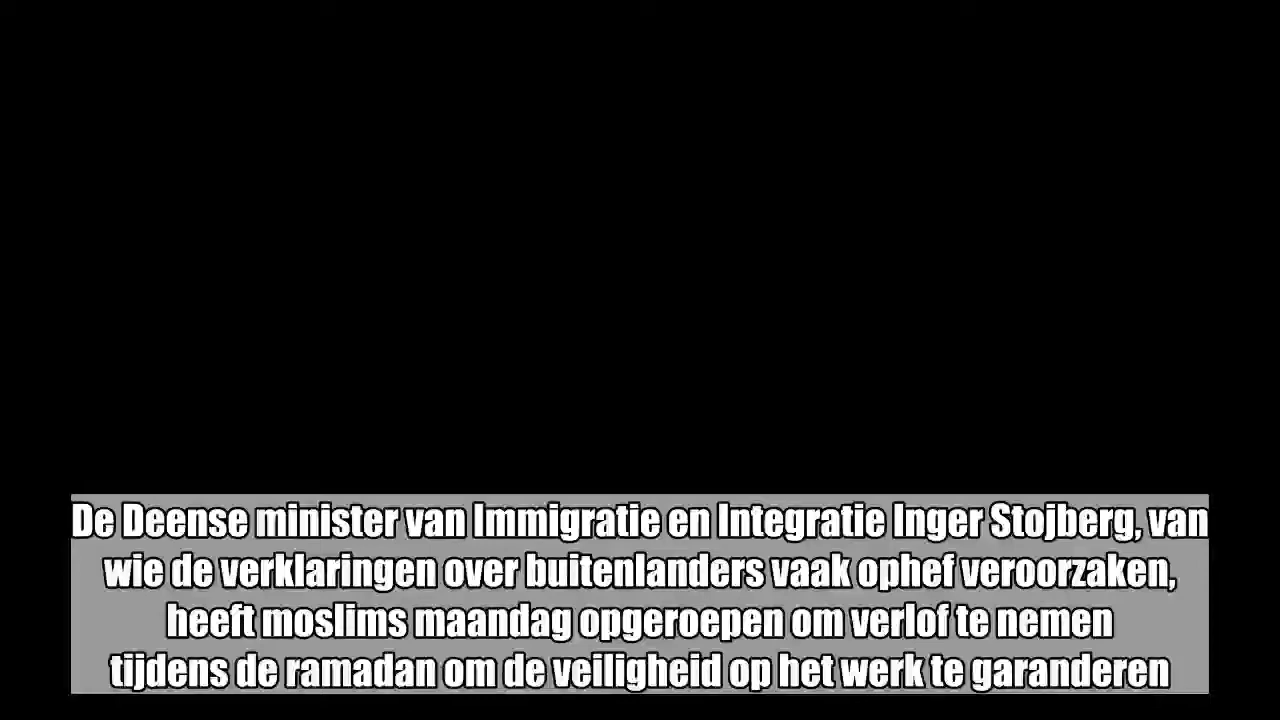 De Deense minister van Immigratie en Integratie Inger Stojberg, van
wie de verklaringen over buitenlanders vaak ophef veroorzaken,
heeft moslims maandag opgeroepen om verlof te nemen
tijdens de ramadan om de veiligheid op het werk te garanderen